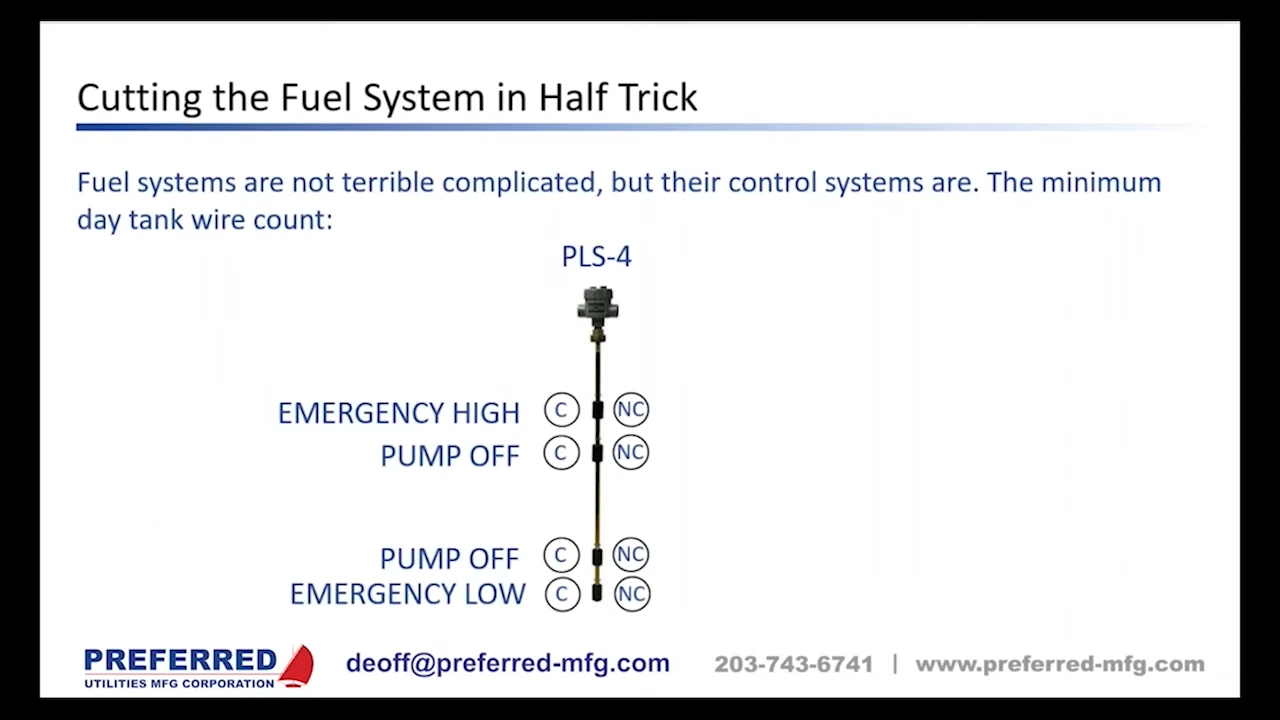 Cutting the Fuel System in Half Trick
Fuel systems are not terrible complicated, but their control systems are. The minimum
day tank wire count:
PLS-4
EMERGENCY HIGH C NC
PUMP OFF C NC
PUMP OFF C NC
EMERGENCY LOW C NC
PREFERRED
UTILITIES MFG CORPORATION
deoff@preferred-mfg.com
203-743-6741 | www.preferred-mfg.com